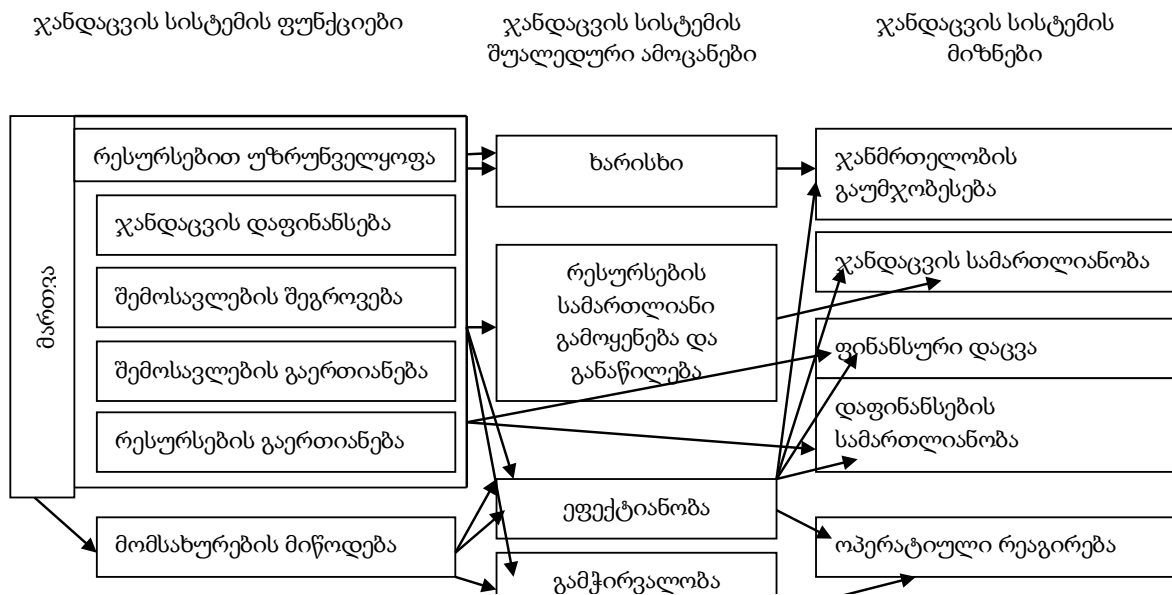 ჯანდაცვის სისტემის ფუნქციები
ჯანდაცვის სისტემის
შუალედური ამოცანები
ჯანდაცვის სისტემის
მიზნები
მართვა
რესურსებით უზრუნველყოფა
ჯანდაცვის დაფინანსება
შემოსავლების შეგროვება
შემოსავლების გაერთიანება
რესურსების გაერთიანება
მომსახურების მიწოდება
ხარისხი
რესურსების
სამართლიანი
გამოყენება და
განაწილება
ეფექტიანობა
გამჭირვალობა
ჯანმრთელობის
გაუმჯობესება
ჯანდაცვის სამართლიანობა
ფინანსური დაცვა
დაფინანსების
სამართლიანობა
ოპერატიული რეაგირება